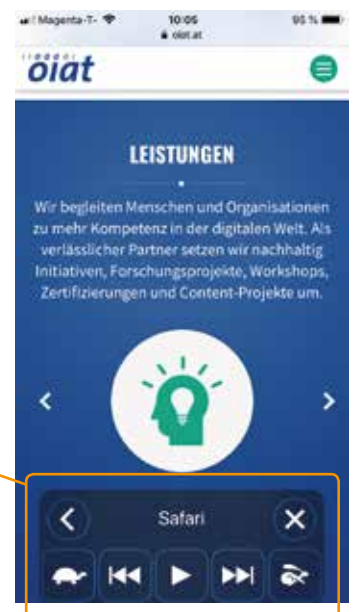 Magenta-T-
10:05
95 %
oiat.at
öiat
LEISTUNGEN
Wir begleiten Menschen und Organisationen
zu mehr Kompetenz in der digitalen Welt. Als
verlässlicher Partner setzen wir nachhaltig
Initiativen, Forschungsprojekte, Workshops,
Zertifizierungen und Content-Projekte um.
Safari